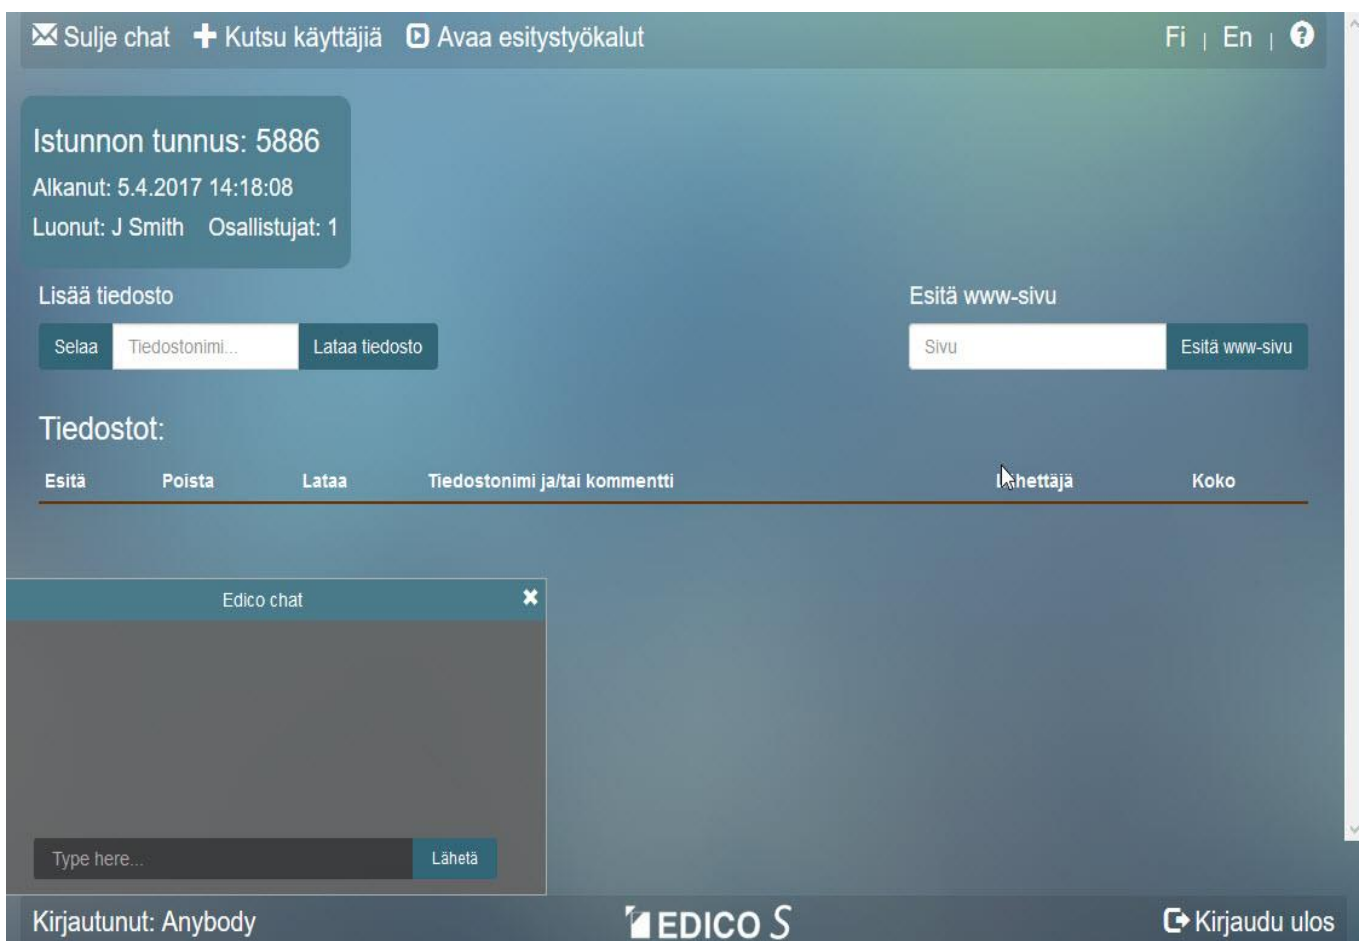 Sulje chat Kutsu käyttäjiä Avaa esitystyökalut Fi | En | ?
Istunnon tunnus: 5886
Alkanut: 5.4.2017 14:18:08
Luonut: J Smith Osallistujat: 1
Lisää tiedosto Esitä www-sivu
Selaa Tiedostonimi... Lataa tiedosto Sivu Esitä www-sivu
Tiedostot:
Esitä Poista Lataa Tiedostonimi ja/tai kommentti Lähettäjä Koko
Edico chat
Type here... Lähetä
Kirjautunut: Anybody EDICO S Kirjaudu ulos